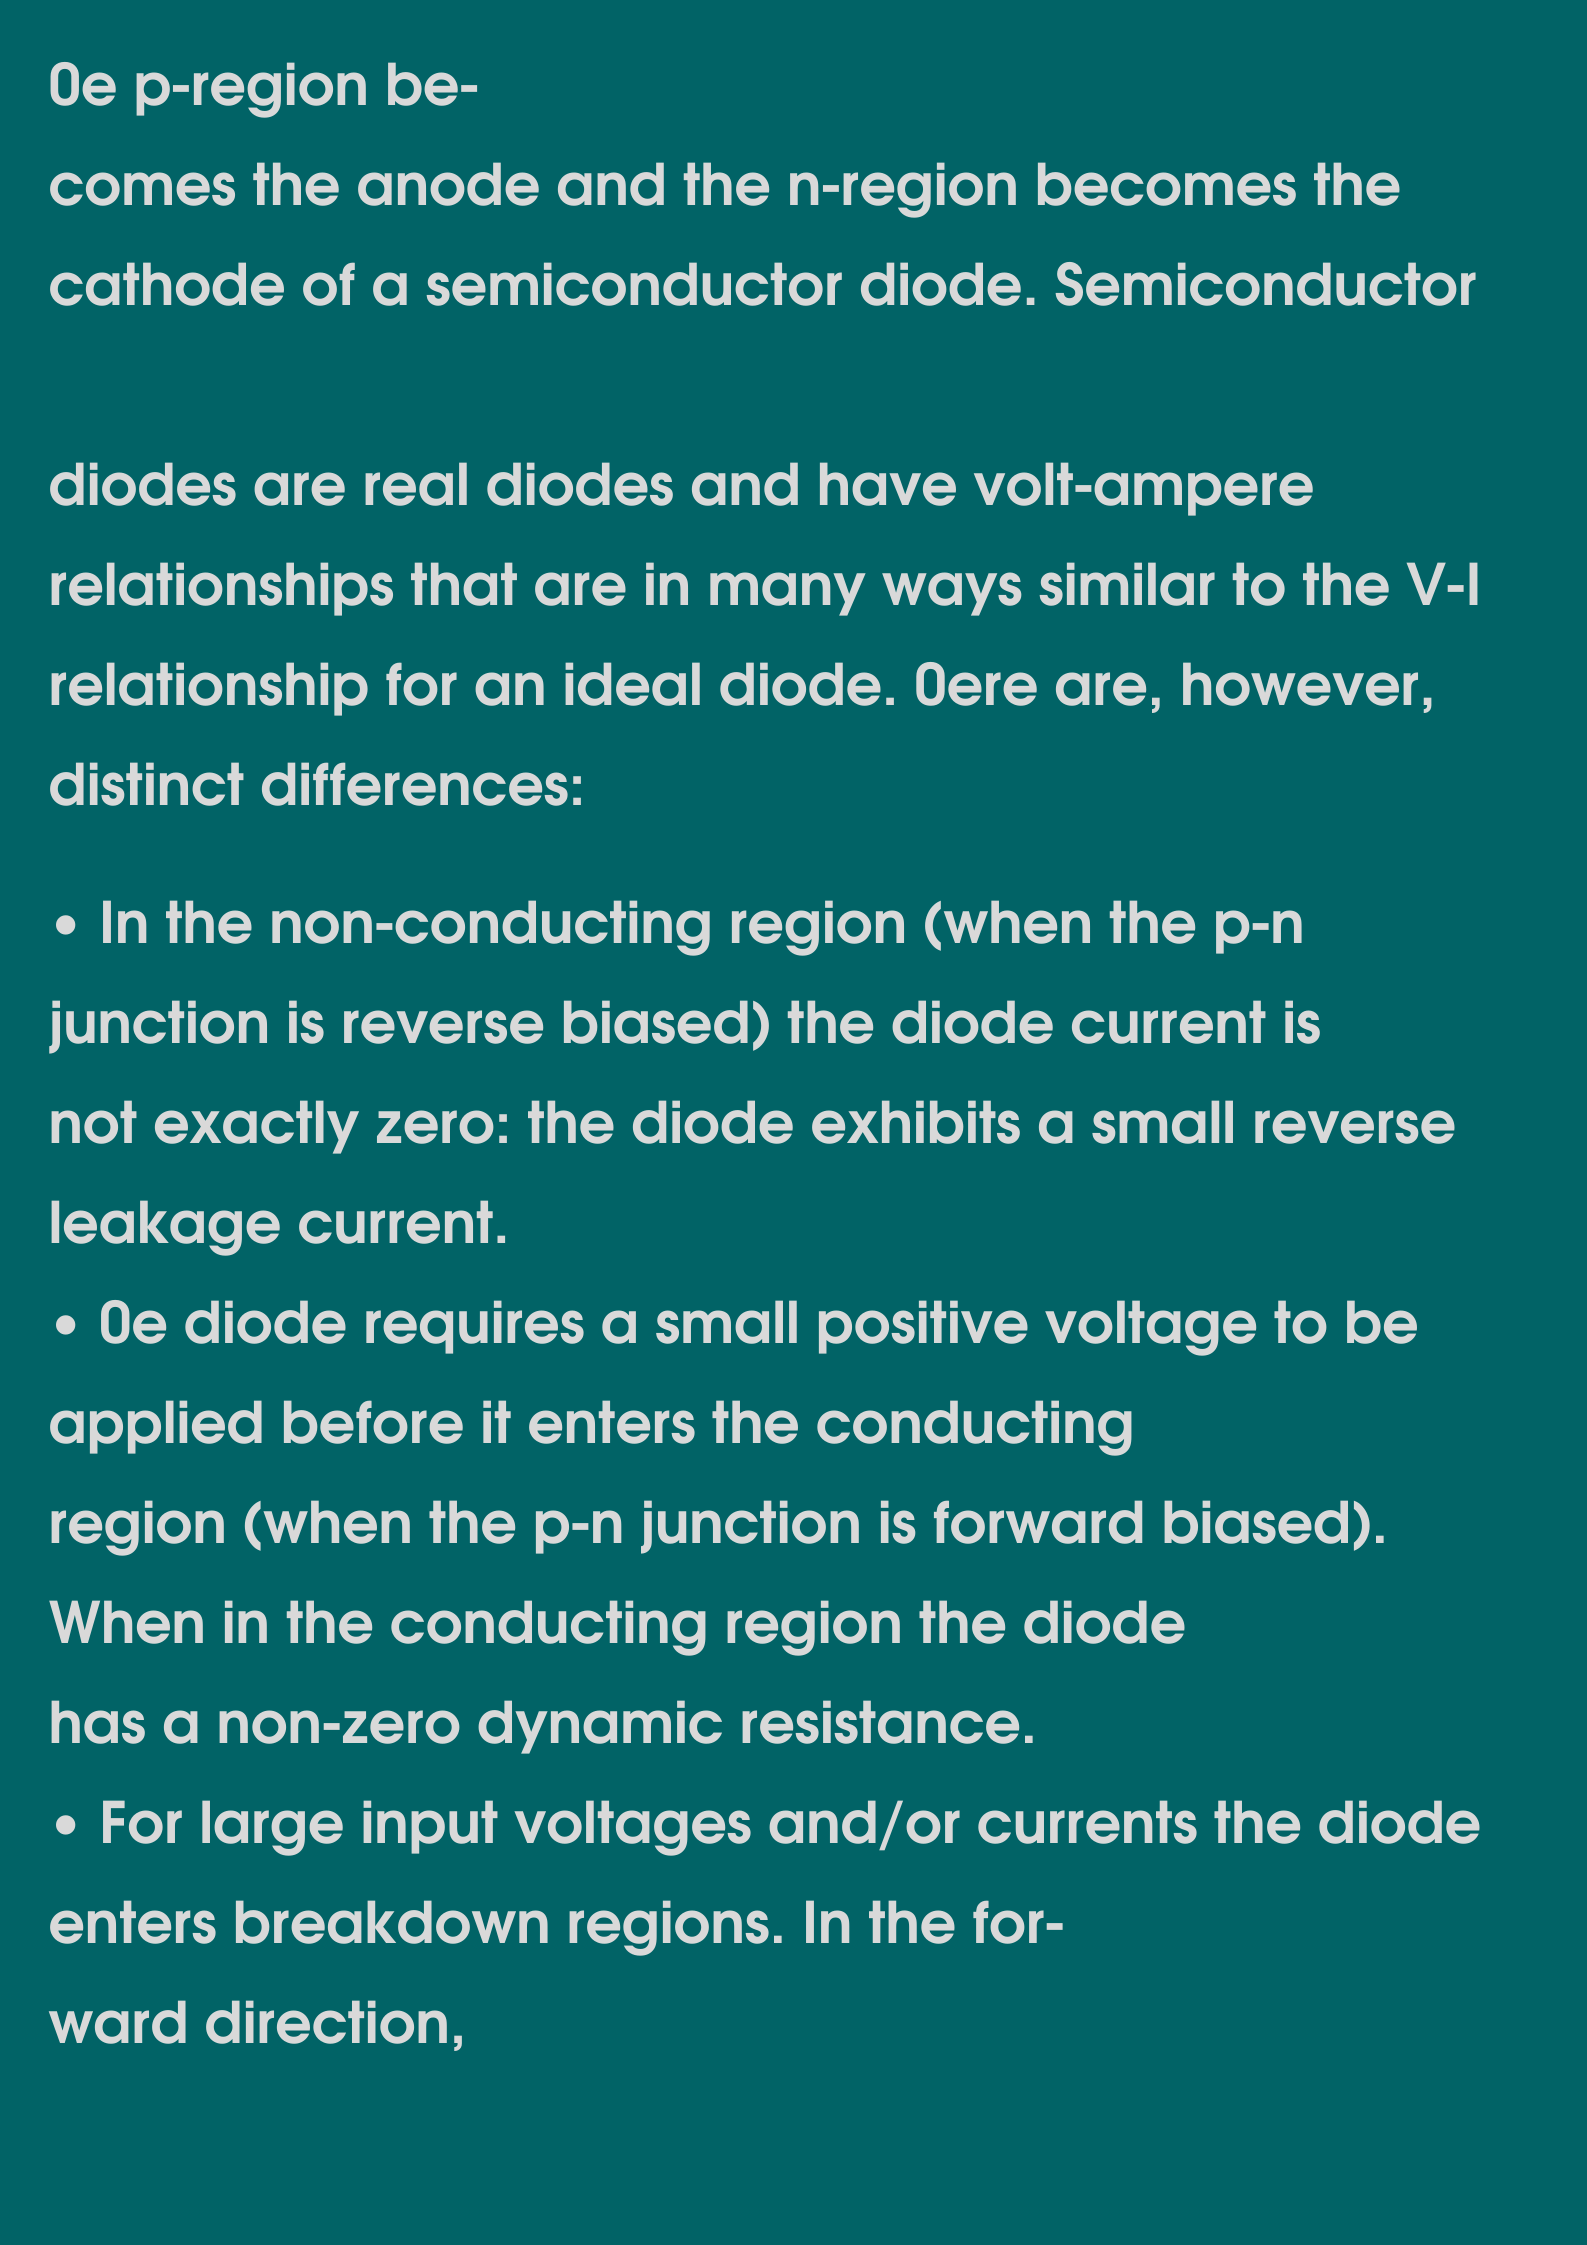 0e p-region be-
comes the anode and the n-region becomes the
cathode of a semiconductor diode. Semiconductor
diodes are real diodes and have volt-ampere
relationships that are in many ways similar to the V-I
relationship for an ideal diode. 0ere are, however,
distinct differences:
• In the non-conducting region (when the p-n
junction is reverse biased) the diode current is
not exactly zero: the diode exhibits a small reverse
leakage current.
• 0e diode requires a small positive voltage to be
applied before it enters the conducting
region (when the p-n junction is forward biased).
When in the conducting region the diode
has a non-zero dynamic resistance.
• For large input voltages and/or currents the diode
enters breakdown regions. In the for-
ward direction,